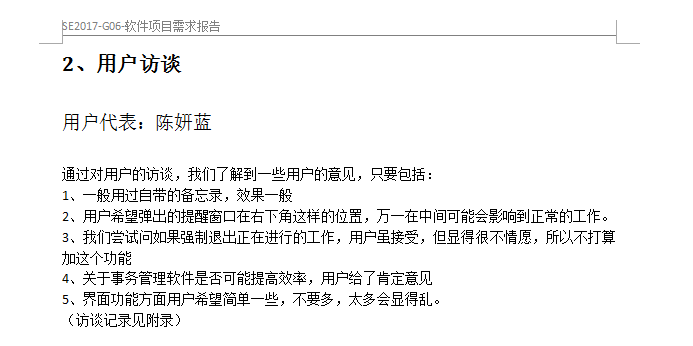 SE2017-G06-软件项目需求报告
2、用户访谈
用户代表：陈妍蓝
通过对用户的访谈，我们了解到一些用户的意见，只要包括：
1、一般用过自带的备忘录，效果一般
2、用户希望弹出的提醒窗口在右下角这样的位置，万一在中间可能会影响到正常的工作。
3、我们尝试问如果强制退出正在进行的工作，用户虽接受，但显得很不情愿，所以不打算
加这个功能
4、关于事务管理软件是否可能提高效率，用户给了肯定意见
5、界面功能方面用户希望简单一些，不要多，太多会显得乱。
（访谈记录见附录）